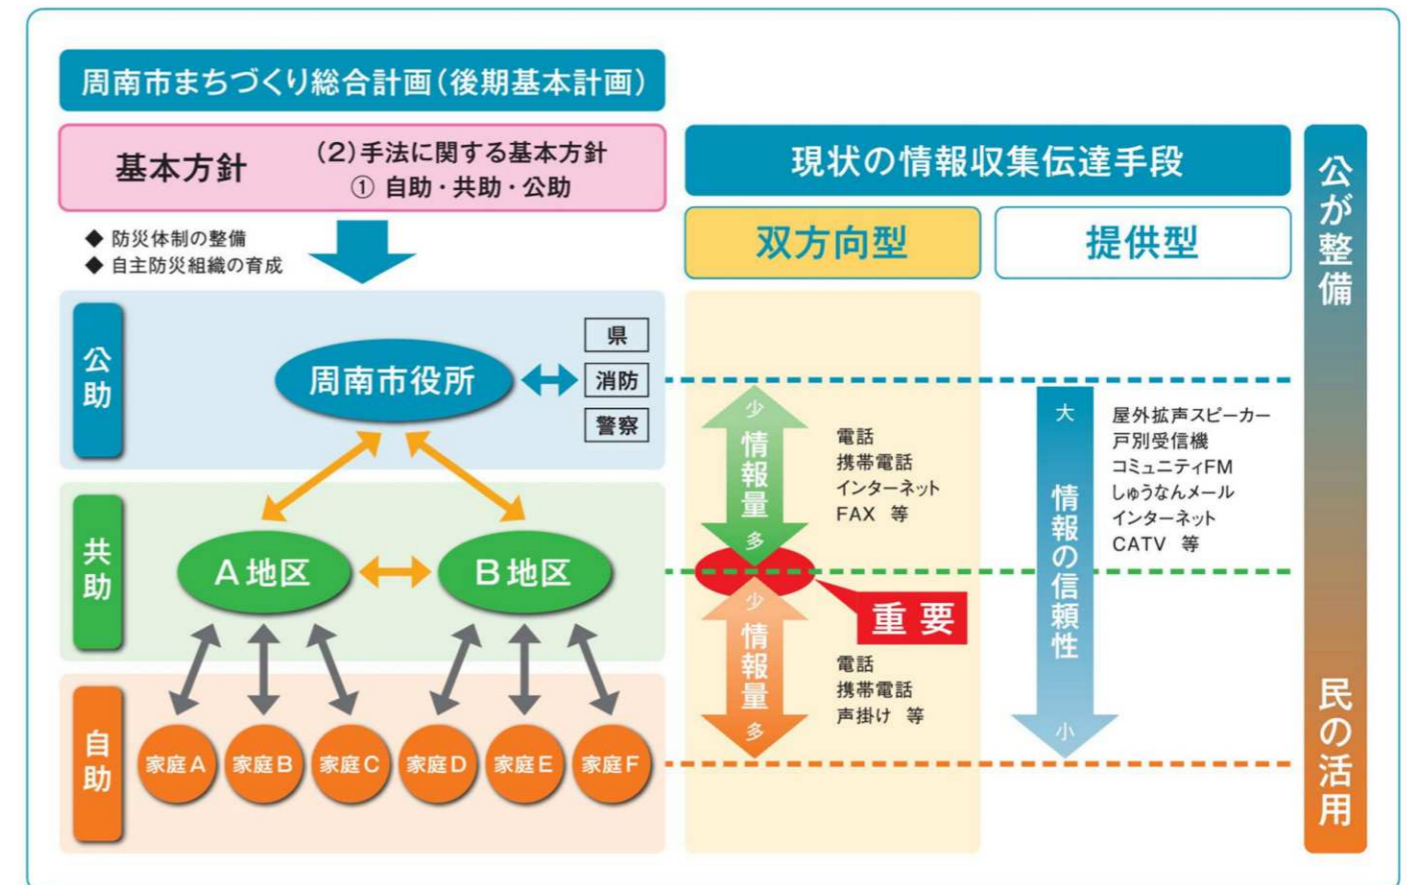 周南市まちづくり総合計画(後期基本計画)
基本方針
(2)手法に関する基本方針
① 自助・共助・公助
◆ 防災体制の整備
◆ 自主防災組織の育成
公助
周南市役所
県
消防
警察
共助
A地区
B地区
自助
家庭A
家庭B
家庭C
家庭D
家庭E
家庭F
現状の情報収集伝達手段
双方向型
提供型
少
情報量
多
電話
携帯電話
インターネット
FAX 等
重要
少
情報量
多
電話
携帯電話
声掛け 等
大
情報の信頼性
小
屋外拡声スピーカー
戸別受信機
コミュニティFM
しゅうなんメール
インターネット
CATV 等
公が整備
民の活用